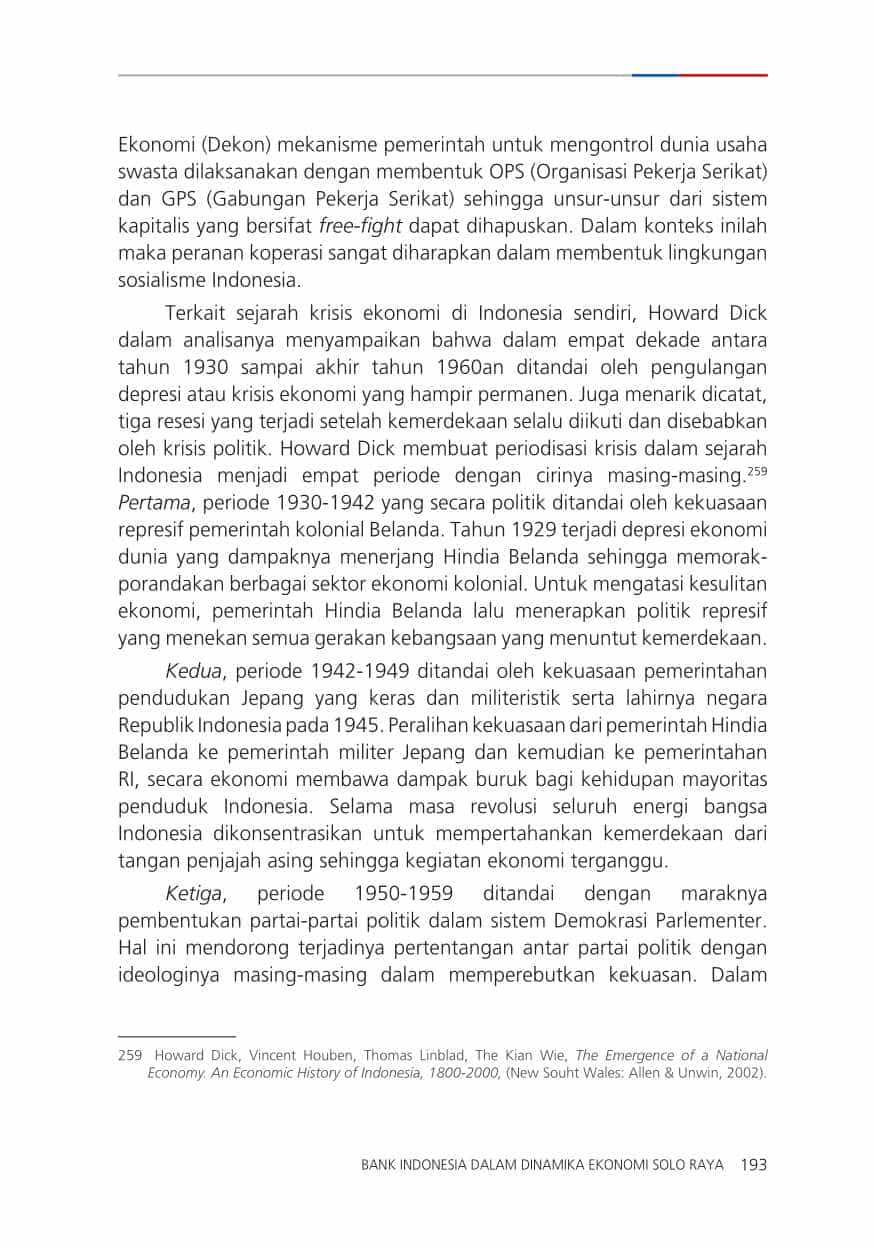 Ekonomi (Dekon) mekanisme pemerintah untuk mengontrol dunia usaha
swasta dilaksanakan dengan membentuk OPS (Organisasi Pekerja Serikat)
dan GPS (Gabungan Pekerja Serikat) sehingga unsur-unsur dari sistem
kapitalis yang bersifat free-fight dapat dihapuskan. Dalam konteks inilah
maka peranan koperasi sangat diharapkan dalam membentuk lingkungan
sosialisme Indonesia.
Terkait sejarah krisis ekonomi di Indonesia sendiri, Howard Dick
dalam analisanya menyampaikan bahwa dalam empat dekade antara
tahun 1930 sampai akhir tahun 1960an ditandai oleh pengulangan
depresi atau krisis ekonomi yang hampir permanen. Juga menarik dicatat,
tiga resesi yang terjadi setelah kemerdekaan selalu diikuti dan disebabkan
oleh krisis politik. Howard Dick membuat periodisasi krisis dalam sejarah
Indonesia menjadi empat periode dengan cirinya masing-masing.259
Pertama, periode 1930-1942 yang secara politik ditandai oleh kekuasaan
represif pemerintah kolonial Belanda. Tahun 1929 terjadi depresi ekonomi
dunia yang dampaknya menerjang Hindia Belanda sehingga memorak-
porandakan berbagai sektor ekonomi kolonial. Untuk mengatasi kesulitan
ekonomi, pemerintah Hindia Belanda lalu menerapkan politik represif
yang menekan semua gerakan kebangsaan yang menuntut kemerdekaan.
Kedua, periode 1942-1949 ditandai oleh kekuasaan pemerintahan
pendudukan Jepang yang keras dan militeristik serta lahirnya negara
Republik Indonesia pada 1945. Peralihan kekuasaan dari pemerintah Hindia
Belanda ke pemerintah militer Jepang dan kemudian ke pemerintahan
RI, secara ekonomi membawa dampak buruk bagi kehidupan mayoritas
penduduk Indonesia. Selama masa revolusi seluruh energi bangsa
Indonesia dikonsentrasikan untuk mempertahankan kemerdekaan dari
tangan penjajah asing sehingga kegiatan ekonomi terganggu.
Ketiga, periode 1950-1959 ditandai dengan maraknya
pembentukan partai-partai politik dalam sistem Demokrasi Parlementer.
Hal ini mendorong terjadinya pertentangan antar partai politik dengan
ideologinya masing-masing dalam memperebutkan kekuasan. Dalam
259 Howard Dick, Vincent Houben, Thomas Linblad, The Kian Wie, The Emergence of a National
Economy. An Economic History of Indonesia, 1800-2000, (New Souht Wales: Allen & Unwin, 2002).
BANK INDONESIA DALAM DINAMIKA EKONOMI SOLO RAYA 193